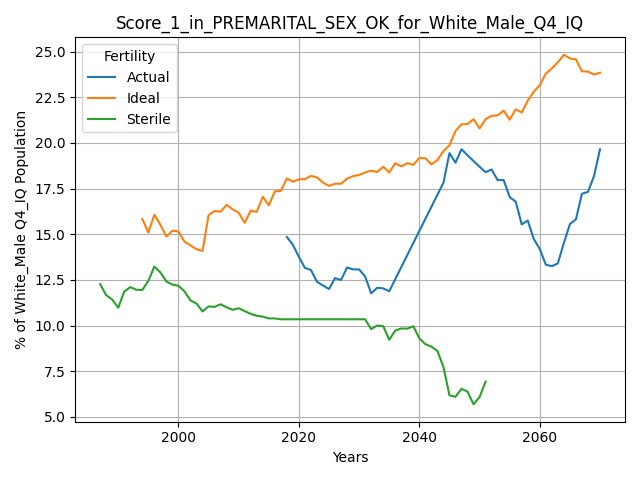 Score_1_in_PREMARITAL_SEX_OK_for_White_Male_Q4_IQ
Fertility
Actual
Ideal
Sterile
% of White_Male Q4_IQ Population
25.0
22.5
20.0
17.5
15.0
12.5
10.0
7.5
5.0
2000
2020
2040
2060
Years